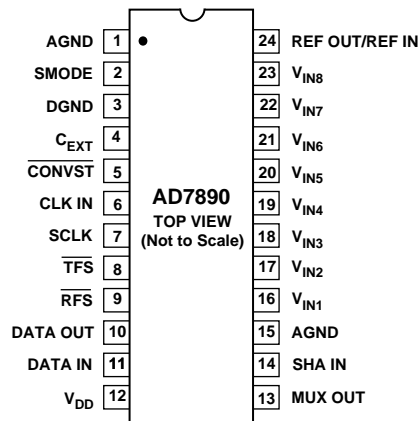 AGND 1 24 REF OUT/REF IN
SMODE 2 23 VIN8
DGND 3 22 VIN7
CEXT 4 21 VIN6
CONVST 5 20 VIN5
CLK IN 6 AD7890 19 VIN4
SCLK 7 TOP VIEW 18 VIN3
(Not to Scale)
TFS 8 17 VIN2
RFS 9 16 VIN1
DATA OUT 10 15 AGND
DATA IN 11 14 SHA IN
VDD 12 13 MUX OUT